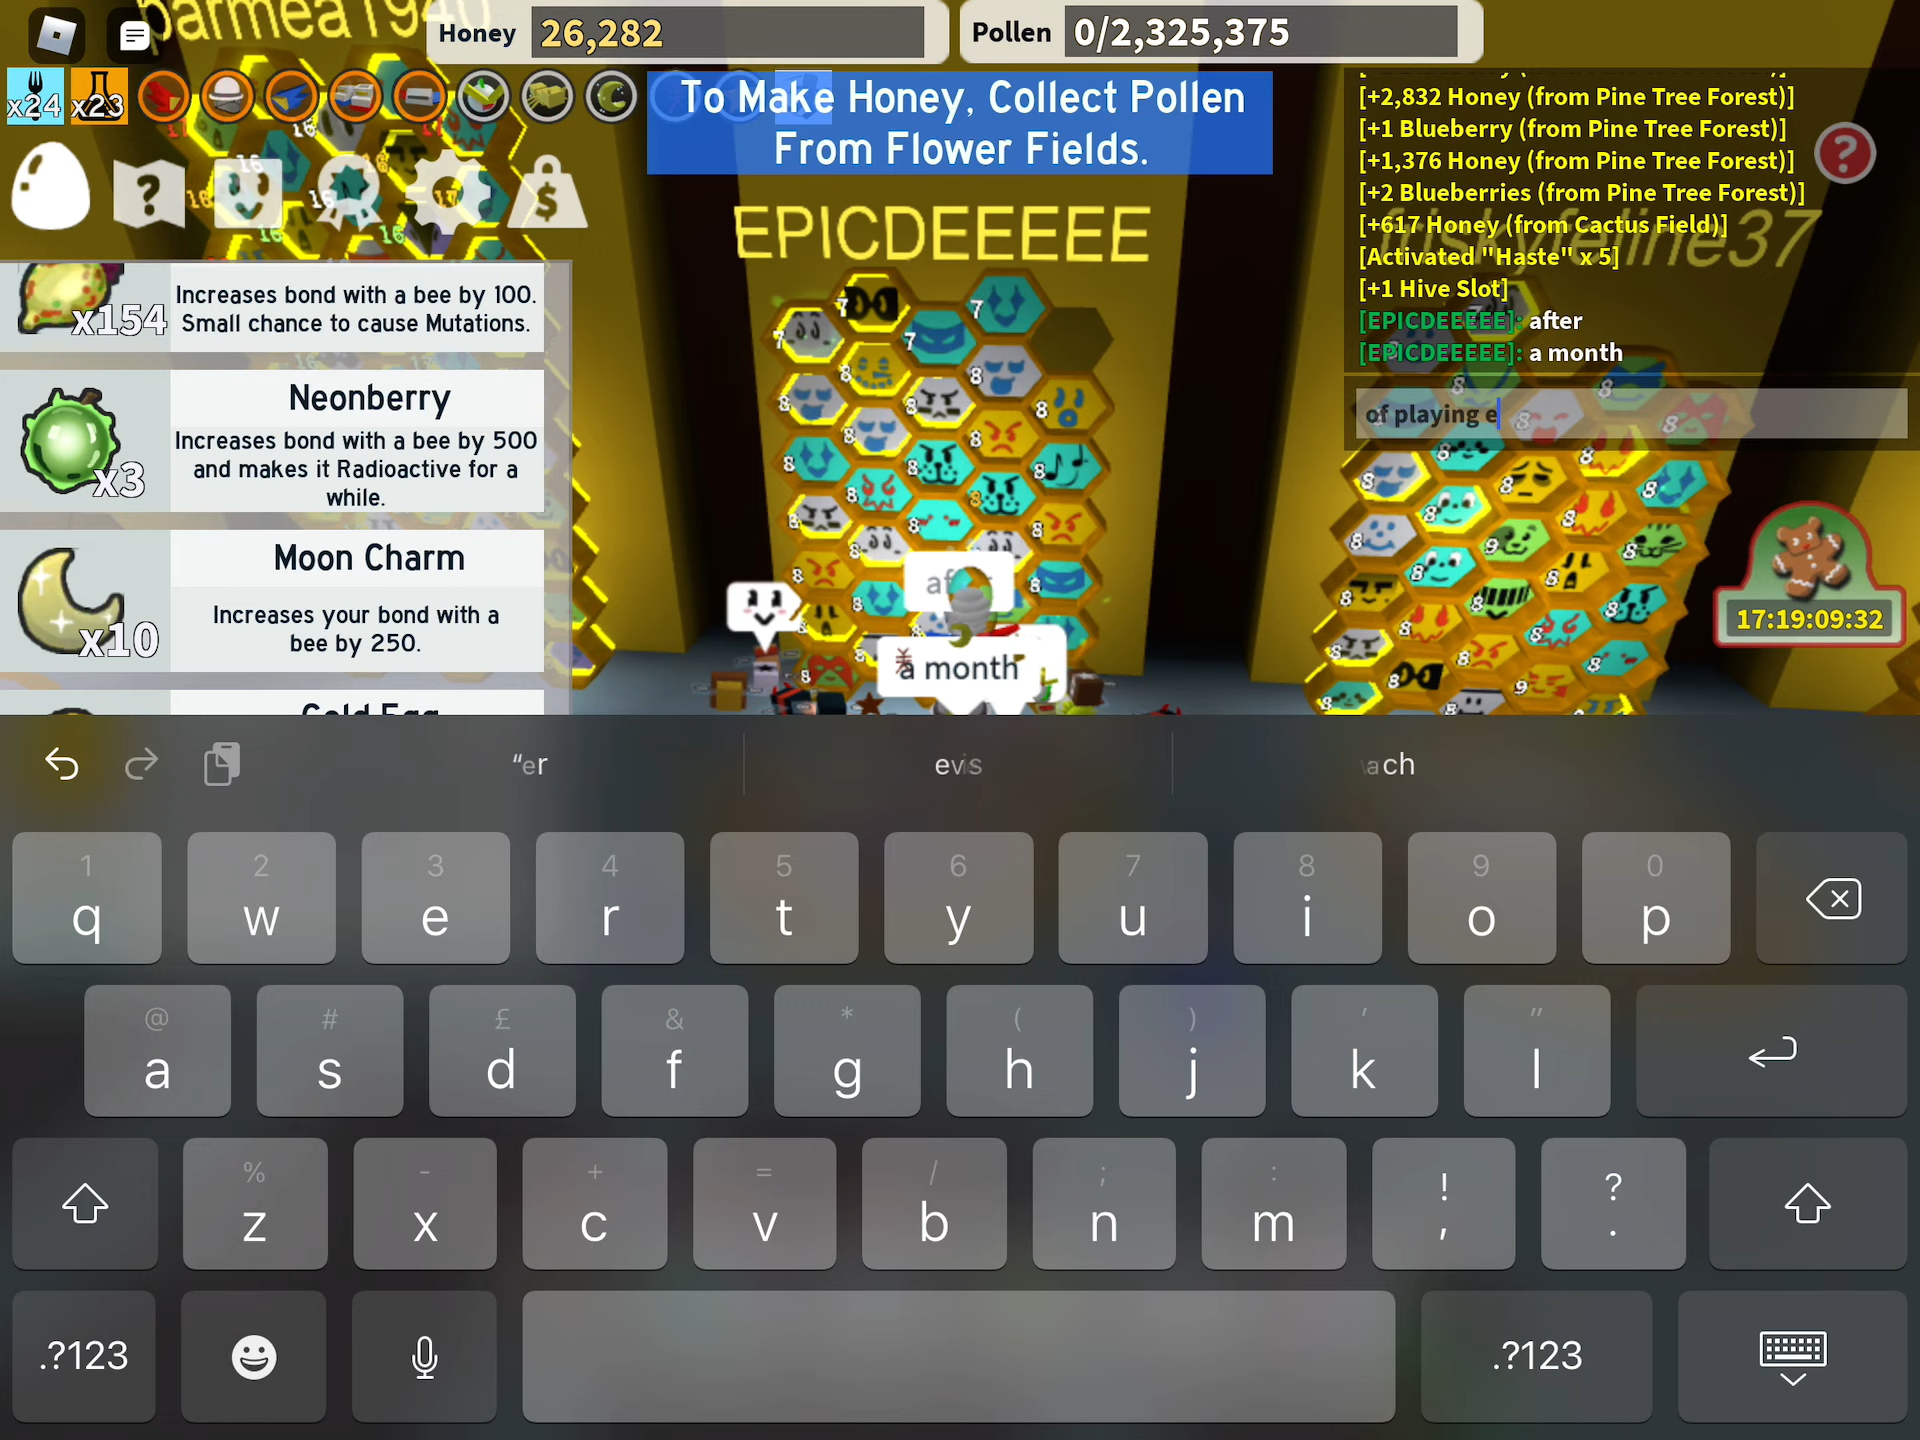 parmea1940
Honey 26,282
Pollen 0/2,325,375
x24 x23
To Make Honey, Collect Pollen
From Flower Fields.
[+2,832 Honey (from Pine Tree Forest)]
[+1 Blueberry (from Pine Tree Forest)]
[+1,376 Honey (from Pine Tree Forest)]
[+2 Blueberries (from Pine Tree Forest)]
[+617 Honey (from Cactus Field)]
[Activated "Haste" x 5]
[+1 Hive Slot]
[EPICDEEEEE]: after
[EPICDEEEEE]: a month
of playing e
EPICDEEEEE
x154
Increases bond with a bee by 100.
Small chance to cause Mutations.
Neonberry
x3
Increases bond with a bee by 500
and makes it Radioactive for a
while.
Moon Charm
x10
Increases your bond with a
bee by 250.
Gold Egg
after
a month
17:19:09:32
1 2 3 4 5 6 7 8 9 0
q w e r t y u i o p
@ # £ & * ( ) ' "
a s d f g h j k l
% - + = / ; : ! ?
z x c v b n m , .
.?123 .?123